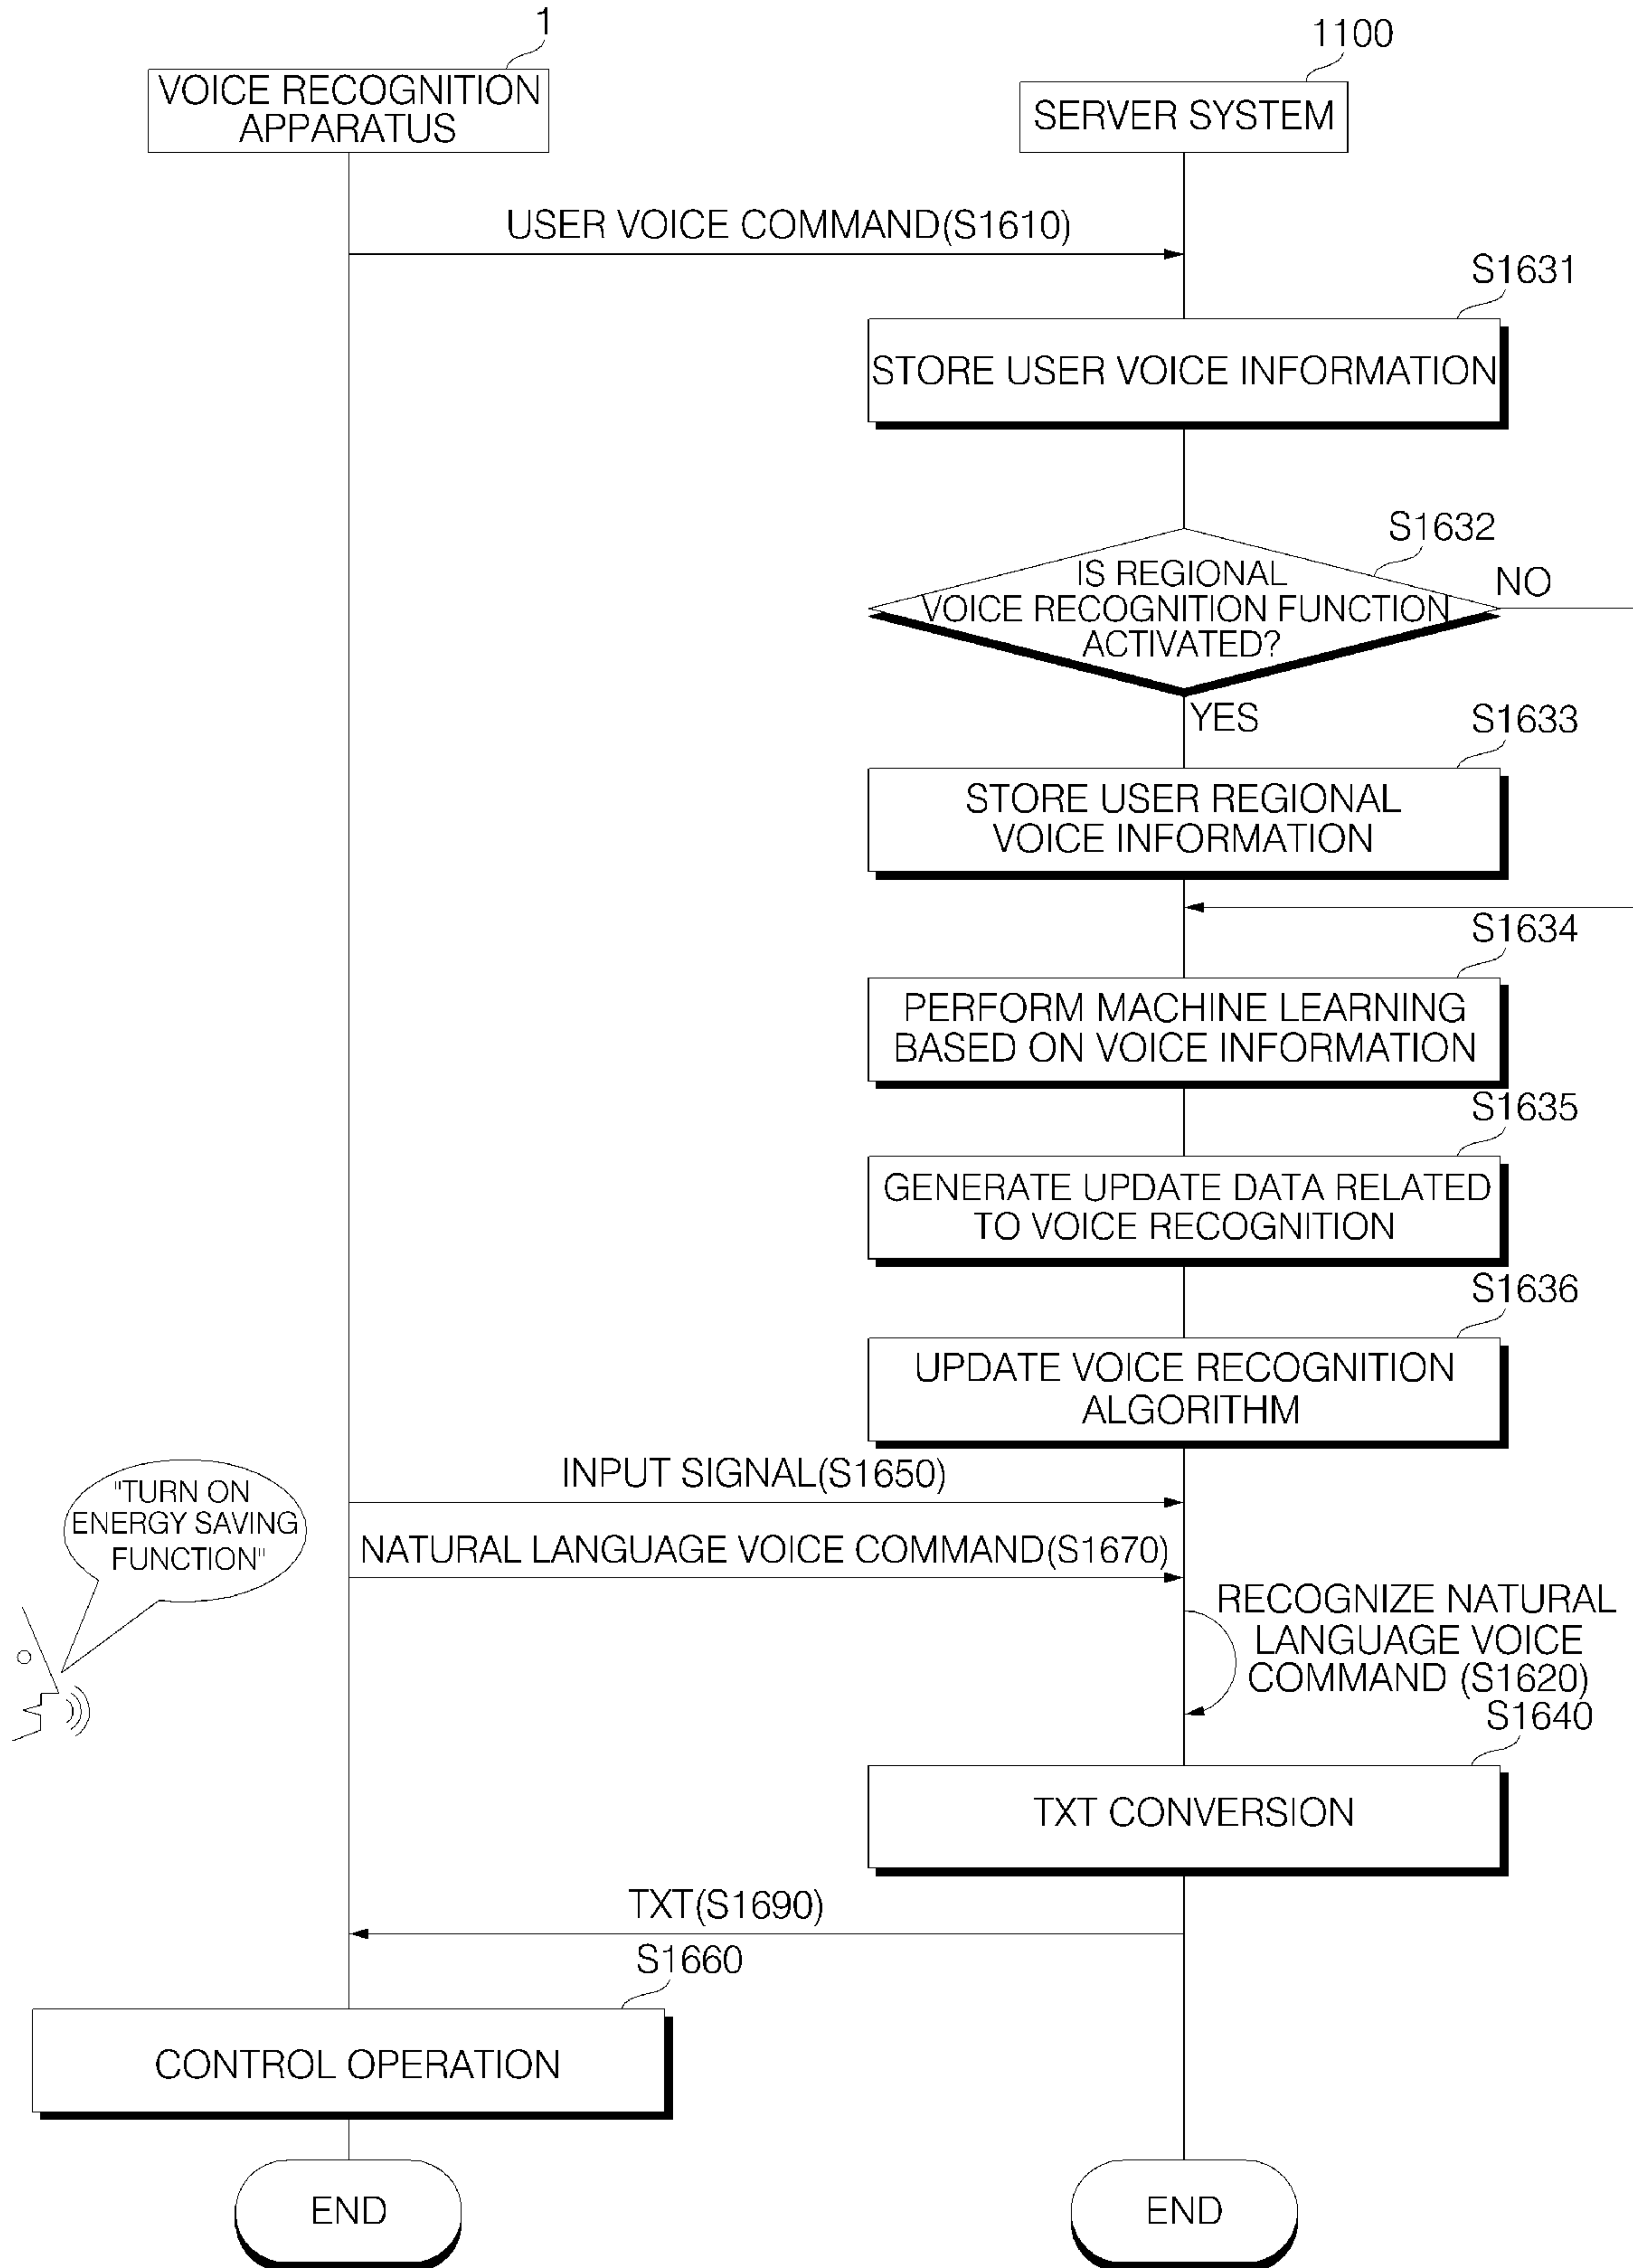 1
VOICE RECOGNITION
APPARATUS
1100
SERVER SYSTEM
USER VOICE COMMAND(S1610)
S1631
STORE USER VOICE INFORMATION
S1632
IS REGIONAL
VOICE RECOGNITION FUNCTION
ACTIVATED?
NO
YES
S1633
STORE USER REGIONAL
VOICE INFORMATION
S1634
PERFORM MACHINE LEARNING
BASED ON VOICE INFORMATION
S1635
GENERATE UPDATE DATA RELATED
TO VOICE RECOGNITION
S1636
UPDATE VOICE RECOGNITION
ALGORITHM
INPUT SIGNAL(S1650)
"TURN ON
ENERGY SAVING
FUNCTION"
NATURAL LANGUAGE VOICE COMMAND(S1670)
RECOGNIZE NATURAL
LANGUAGE VOICE
COMMAND (S1620)
S1640
TXT CONVERSION
TXT(S1690)
S1660
CONTROL OPERATION
END
END